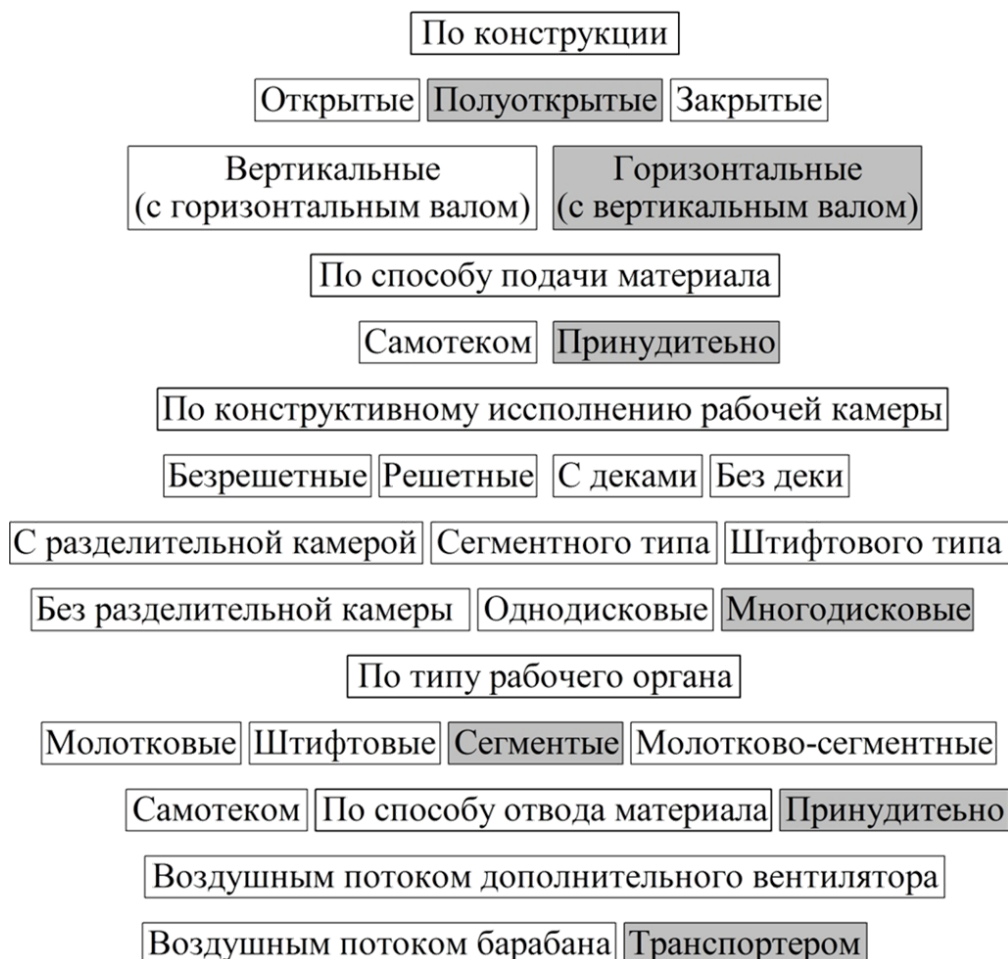 По конструкции
Открытые Полуоткрытые Закрытые
Вертикальные Горизонтальные
(с горизонтальным валом) (с вертикальным валом)
По способу подачи материала
Самотеком Принудитеьно
По конструктивному иссполнению рабочей камеры
Безрешетные Решетные С деками Без деки
С разделительной камерой Сегментного типа Штифтового типа
Без разделительной камеры Однодисковые Многодисковые
По типу рабочего органа
Молотковые Штифтовые Сегментые Молотково-сегментные
Самотеком По способу отвода материала Принудитеьно
Воздушным потоком дополнительного вентилятора
Воздушным потоком барабана Транспортером